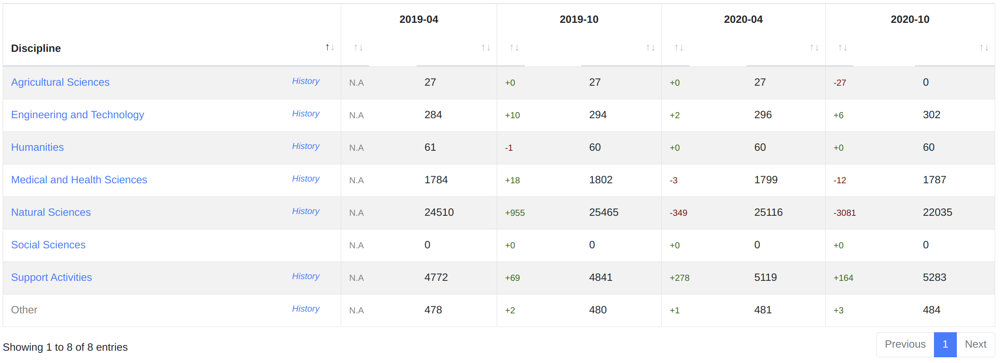 2019-04 2019-10 2020-04 2020-10
Discipline ↑↓ ↑↓ ↑↓ ↑↓ ↑↓ ↑↓ ↑↓ ↑↓ ↑↓
Agricultural Sciences History N.A 27 +0 27 +0 27 -27 0
Engineering and Technology History N.A 284 +10 294 +2 296 +6 302
Humanities History N.A 61 -1 60 +0 60 +0 60
Medical and Health Sciences History N.A 1784 +18 1802 -3 1799 -12 1787
Natural Sciences History N.A 24510 +955 25465 -349 25116 -3081 22035
Social Sciences N.A 0 +0 0 +0 0 +0 0
Support Activities History N.A 4772 +69 4841 +278 5119 +164 5283
Other History N.A 478 +2 480 +1 481 +3 484
Showing 1 to 8 of 8 entries Previous 1 Next